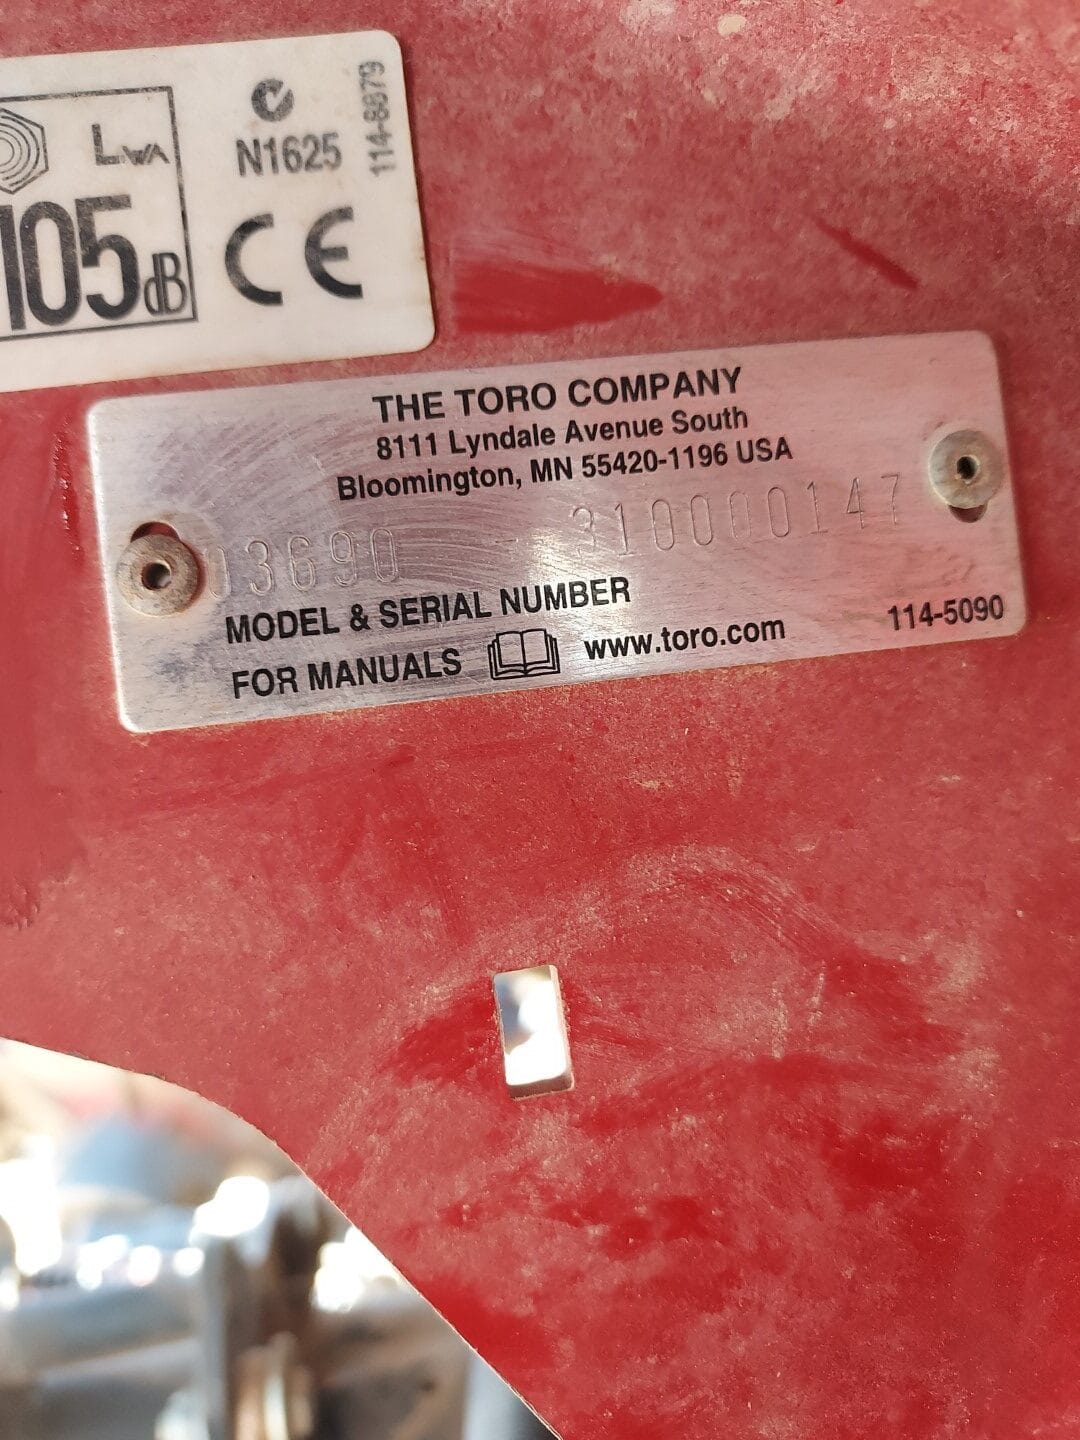 LWA
105dB
N1625
114-8879
CE
THE TORO COMPANY
8111 Lyndale Avenue South
Bloomington, MN 55420-1196 USA
03690 - 310000147
MODEL & SERIAL NUMBER
FOR MANUALS www.toro.com
114-5090